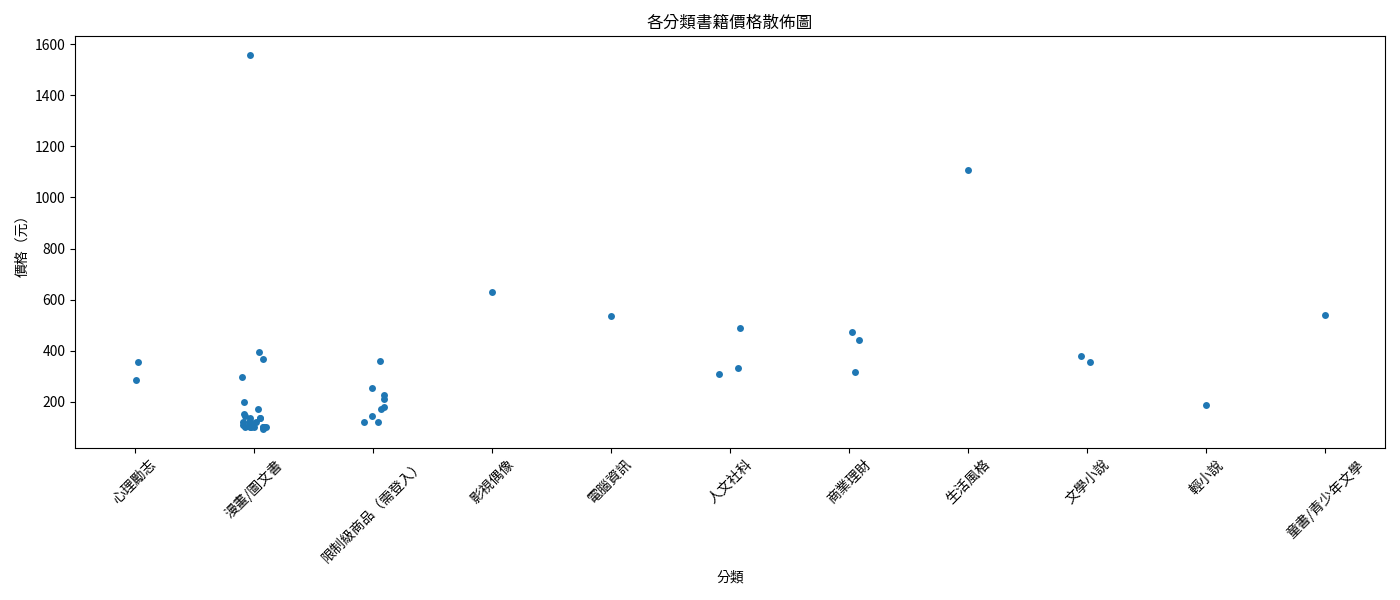 各分類書籍價格散佈圖
價格（元）
1600
1400
1200
1000
800
600
400
200
心理勵志
漫畫/圖文書
限制級商品（需登入）
影視偶像
電腦資訊
人文社科
商業理財
生活風格
文學小說
輕小說
童書/青少年文學
分類